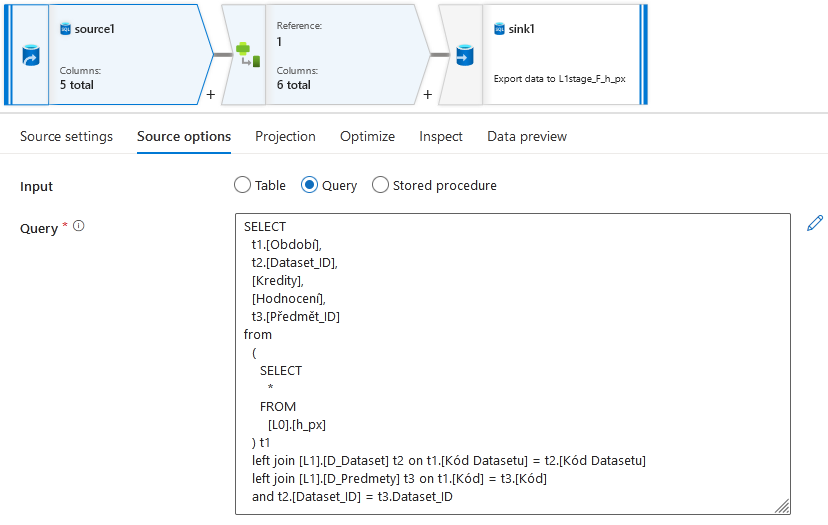 source1
Columns:
5 total
+
Reference:
1
Columns:
6 total
+
sink1
Export data to L1stage_F_h_px
Source settings
Source options
Projection
Optimize
Inspect
Data preview
Input
Table
Query
Stored procedure
Query *
SELECT
t1.[Období],
t2.[Dataset_ID],
[Kredity],
[Hodnocení],
t3.[Předmět_ID]
from
(
SELECT
*
FROM
[L0].[h_px]
) t1
left join [L1].[D_Dataset] t2 on t1.[Kód Datasetu] = t2.[Kód Datasetu]
left join [L1].[D_Predmety] t3 on t1.[Kód] = t3.[Kód]
and t2.[Dataset_ID] = t3.Dataset_ID